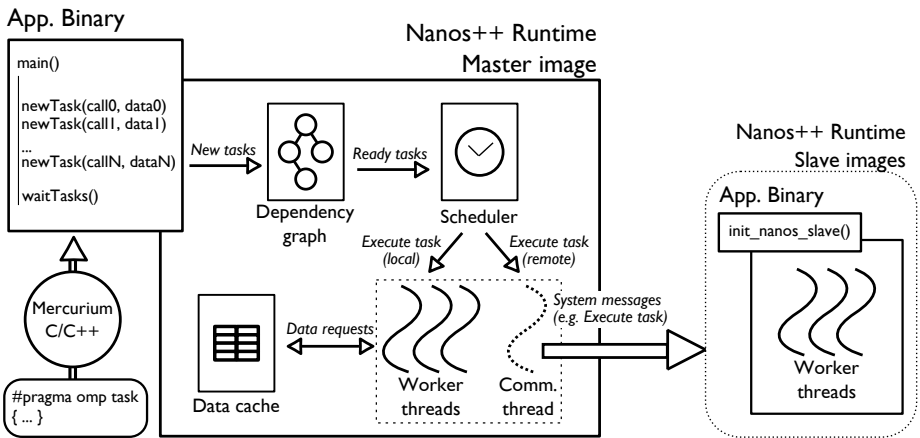 App. Binary
main()
newTask(call0, data0)
newTask(call1, data1)
...
newTask(callN, dataN)
waitTasks()
Mercurium
C/C++
#pragma omp task
{ ... }
Nanos++ Runtime
Master image
New tasks
Dependency
graph
Ready tasks
Scheduler
Execute task
(local)
Execute task
(remote)
Data cache
Data requests
Worker
threads
Comm.
thread
System messages
(e.g. Execute task)
Nanos++ Runtime
Slave images
App. Binary
init_nanos_slave()
Worker
threads